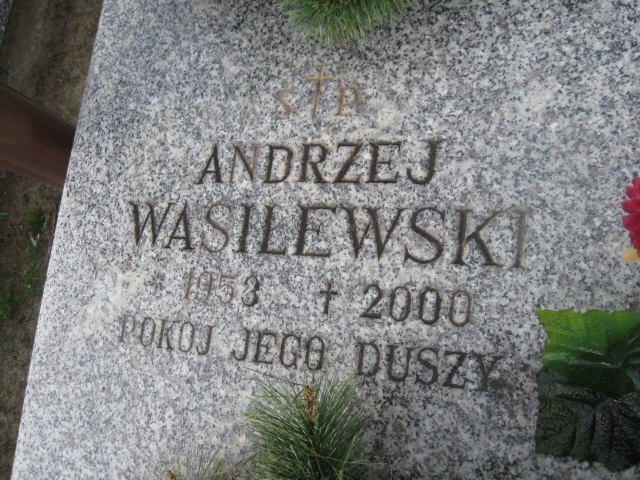 S † P
ANDRZEJ
WASILEWSKI
* 1953 † 2000
POKÓJ JEGO DUSZY